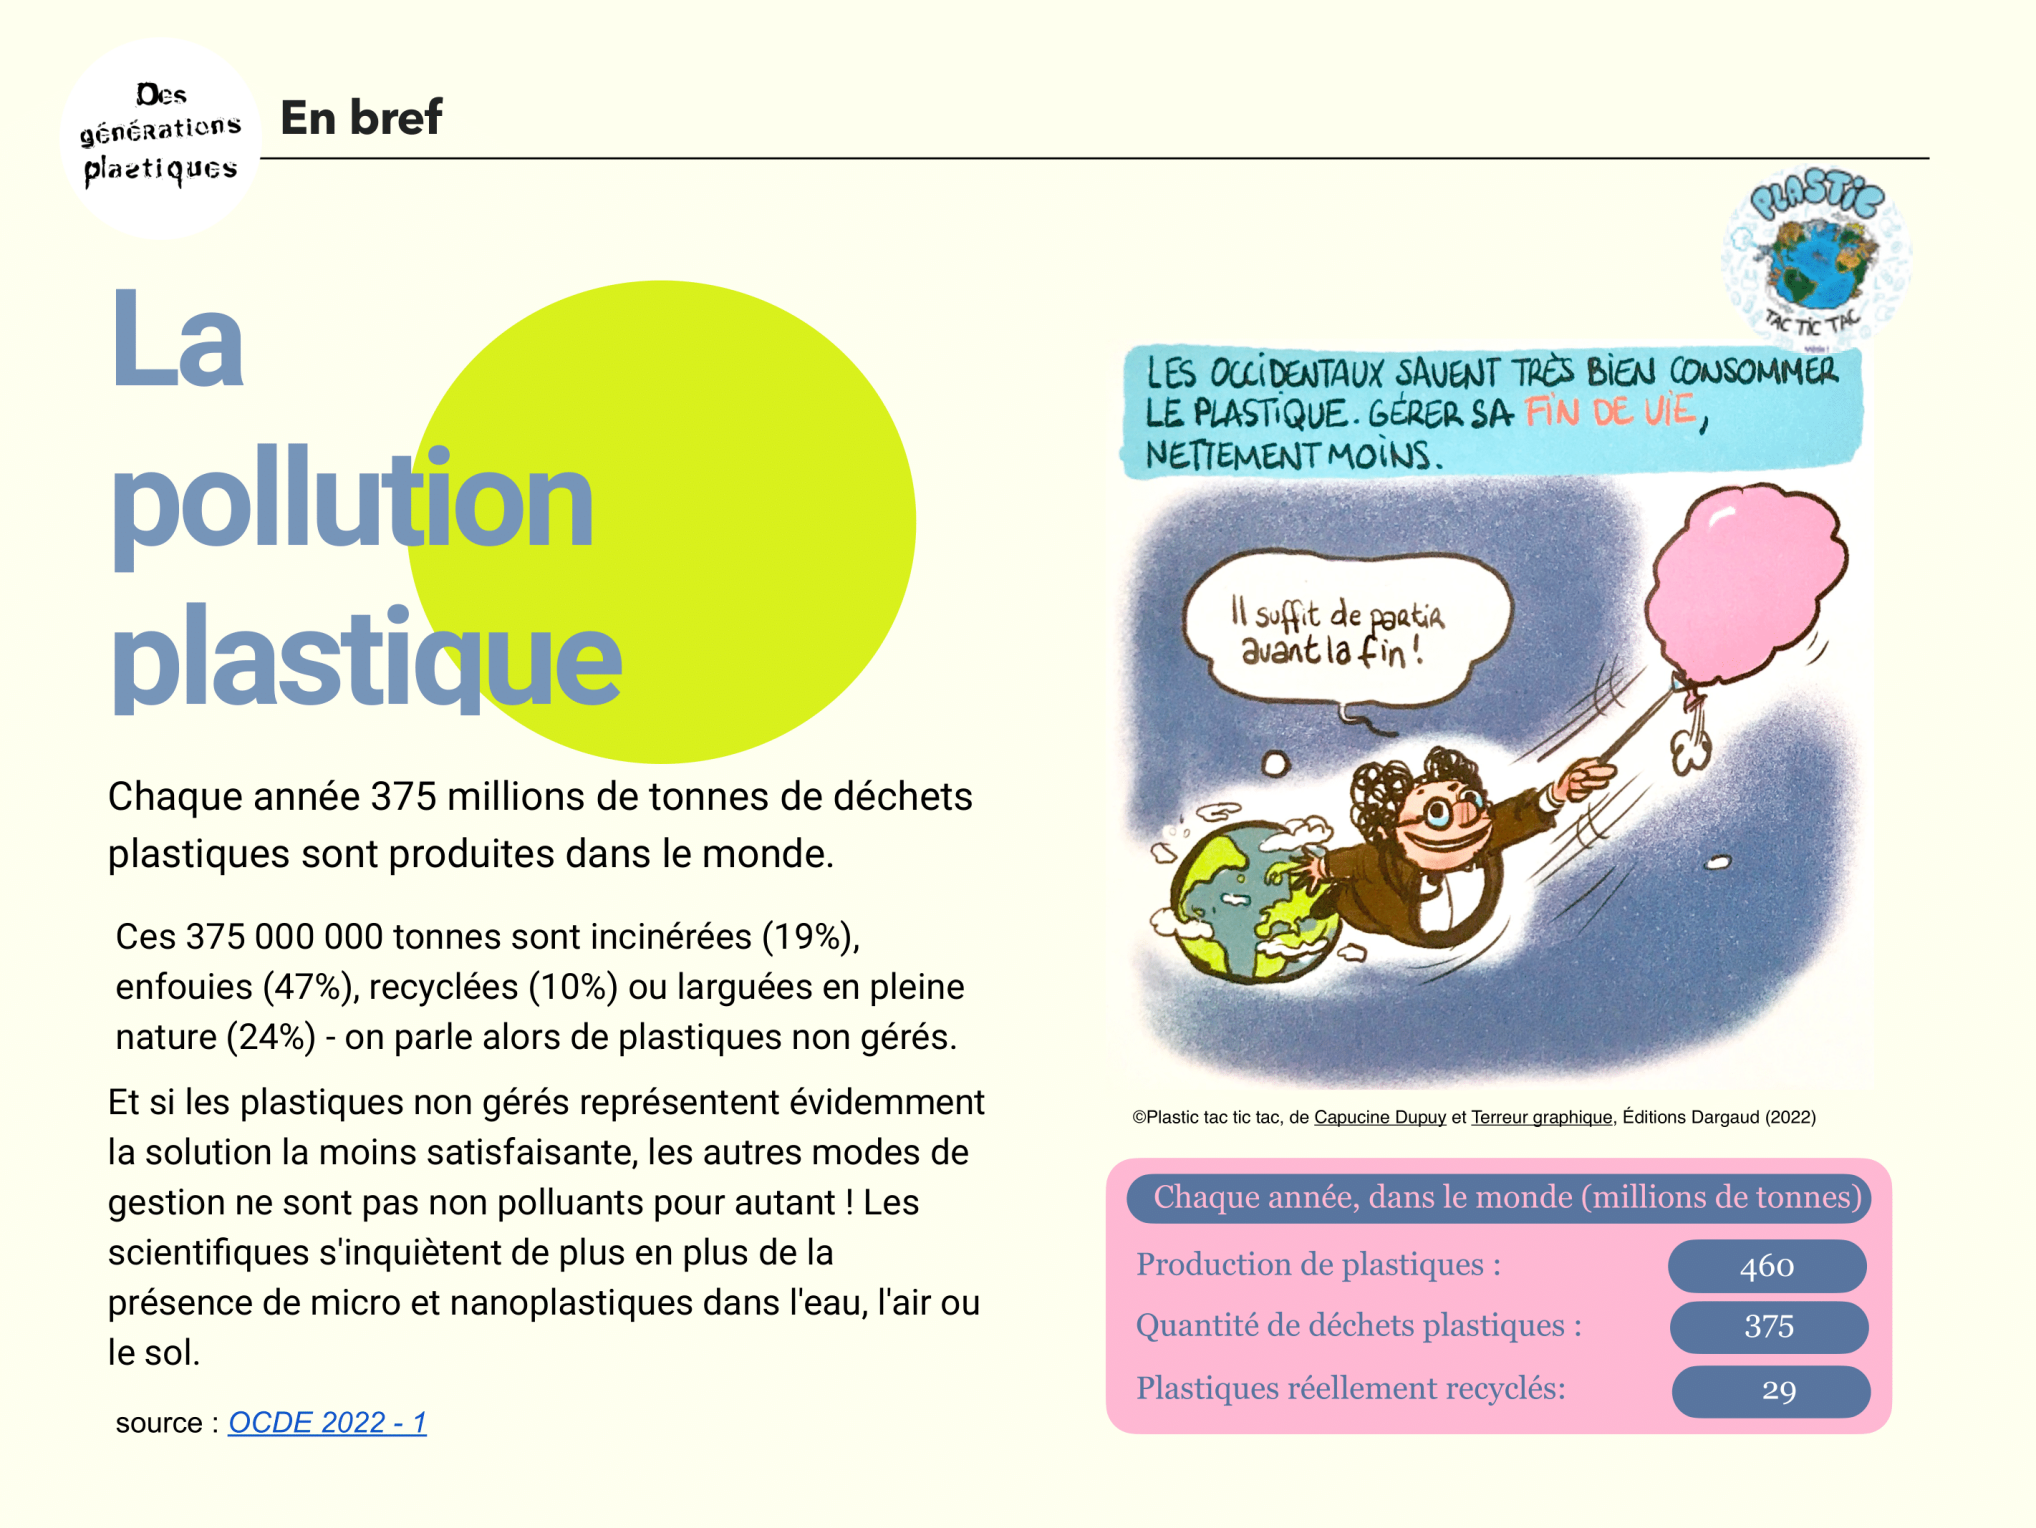 Des
générations
plastiques
En bref
La
pollution
plastique
Chaque année 375 millions de tonnes de déchets
plastiques sont produites dans le monde.
Ces 375 000 000 tonnes sont incinérées (19%),
enfouies (47%), recyclées (10%) ou larguées en pleine
nature (24%) - on parle alors de plastiques non gérés.
Et si les plastiques non gérés représentent évidemment
la solution la moins satisfaisante, les autres modes de
gestion ne sont pas non polluants pour autant ! Les
scientifiques s'inquiètent de plus en plus de la
présence de micro et nanoplastiques dans l'eau, l'air ou
le sol.
source : OCDE 2022 - 1
PLASTIC
TAC TIC TAC
LES OCCIDENTAUX SAVENT TRÈS BIEN CONSOMMER
LE PLASTIQUE. GÉRER SA FIN DE VIE,
NETTEMENT MOINS.
Il suffit de partir
avant la fin !
©Plastic tac tic tac, de Capucine Dupuy et Terreur graphique, Éditions Dargaud (2022)
Chaque année, dans le monde (millions de tonnes)
Production de plastiques : 460
Quantité de déchets plastiques : 375
Plastiques réellement recyclés: 29